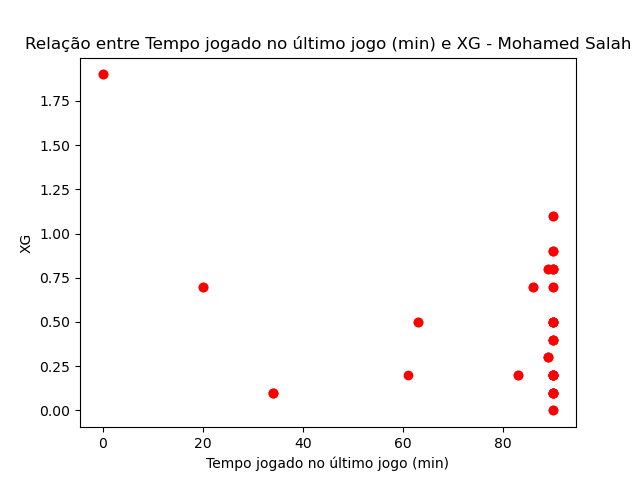 Relação entre Tempo jogado no último jogo (min) e XG - Mohamed Salah
1.75
1.50
1.25
1.00
0.75
0.50
0.25
0.00
XG
0 20 40 60 80
Tempo jogado no último jogo (min)